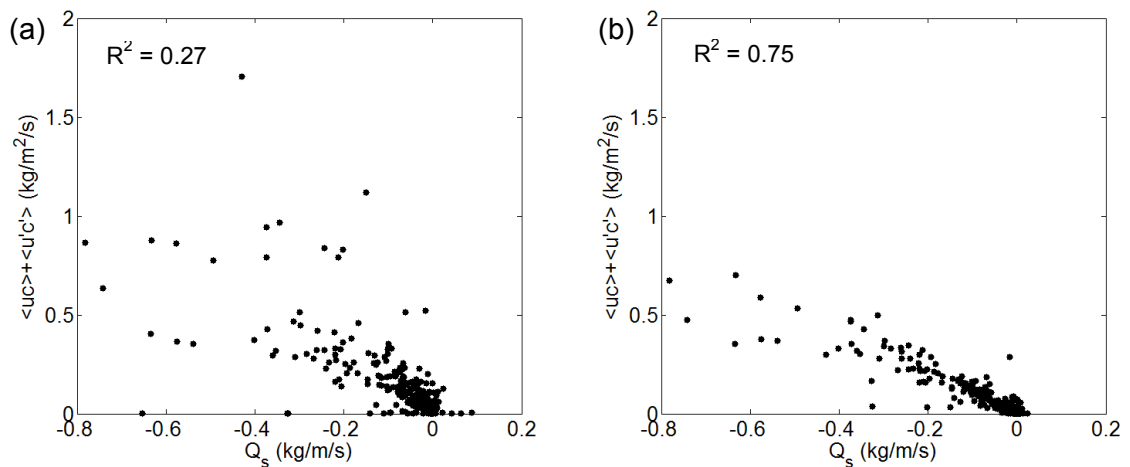 (a)
R² = 0.27
2
1.5
1
0.5
0
<uc>+<u'c'> (kg/m²/s)
-0.8 -0.6 -0.4 -0.2 0 0.2
Qₛ (kg/m/s)
(b)
R² = 0.75
2
1.5
1
0.5
0
<uc>+<u'c'> (kg/m²/s)
-0.8 -0.6 -0.4 -0.2 0 0.2
Qₛ (kg/m/s)